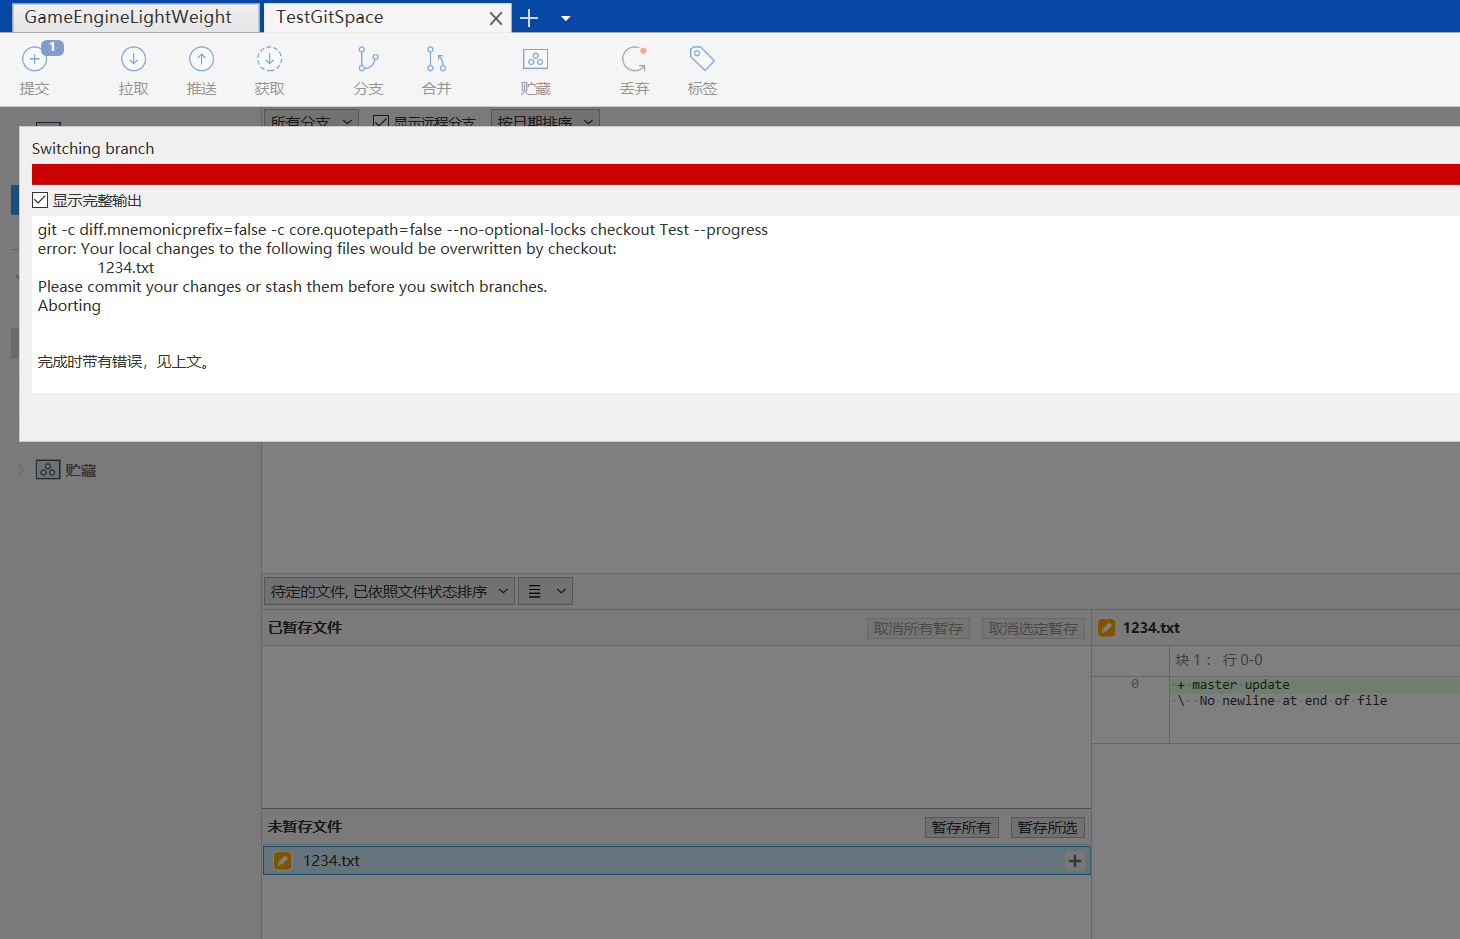 GameEngineLightWeight
TestGitSpace
1
提交
拉取
推送
获取
分支
合并
贮藏
丢弃
标签
所有分支
显示远程分支
按日期排序
Switching branch
显示完整输出
git -c diff.mnemonicprefix=false -c core.quotepath=false --no-optional-locks checkout Test --progress
error: Your local changes to the following files would be overwritten by checkout:
1234.txt
Please commit your changes or stash them before you switch branches.
Aborting
完成时带有错误，见上文。
贮藏
待定的文件, 已依照文件状态排序
已暂存文件
取消所有暂存
取消选定暂存
1234.txt
块 1： 行 0-0
0
+ master update
\ No newline at end of file
未暂存文件
暂存所有
暂存所选
1234.txt